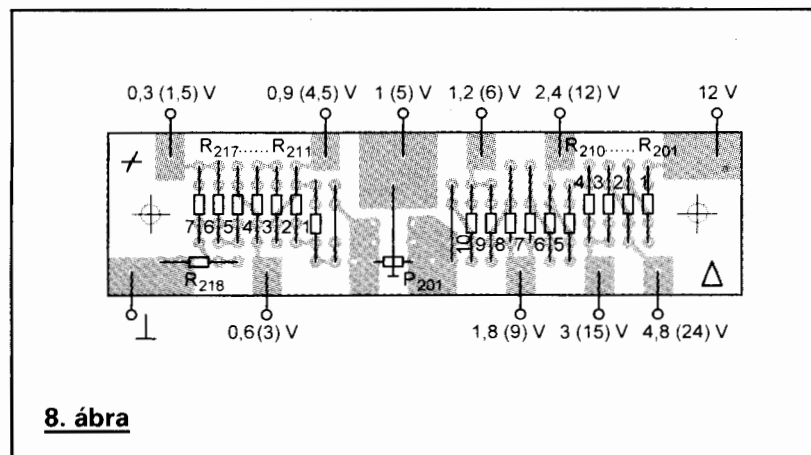 0,3 (1,5) V 0,9 (4,5) V 1 (5) V 1,2 (6) V 2,4 (12) V 12 V
R217......R211 R210......R201
7 6 5 4 3 2 1 10 9 8 7 6 5 4 3 2 1
R218 P201
⊥ 0,6(3) V 1,8 (9) V 3 (15) V 4,8 (24) V
8. ábra